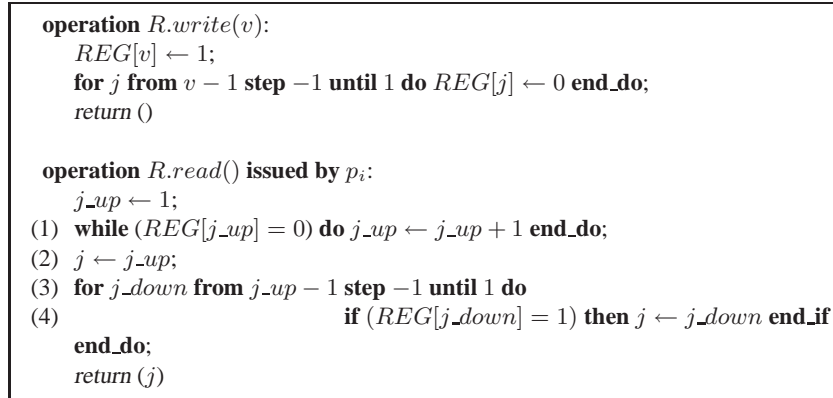 operation R.write(v):
REG[v] ← 1;
for j from v − 1 step −1 until 1 do REG[j] ← 0 end_do;
return ()
operation R.read() issued by p_i:
j_up ← 1;
(1) while (REG[j_up] = 0) do j_up ← j_up + 1 end_do;
(2) j ← j_up;
(3) for j_down from j_up − 1 step −1 until 1 do
(4) if (REG[j_down] = 1) then j ← j_down end_if
end_do;
return (j)